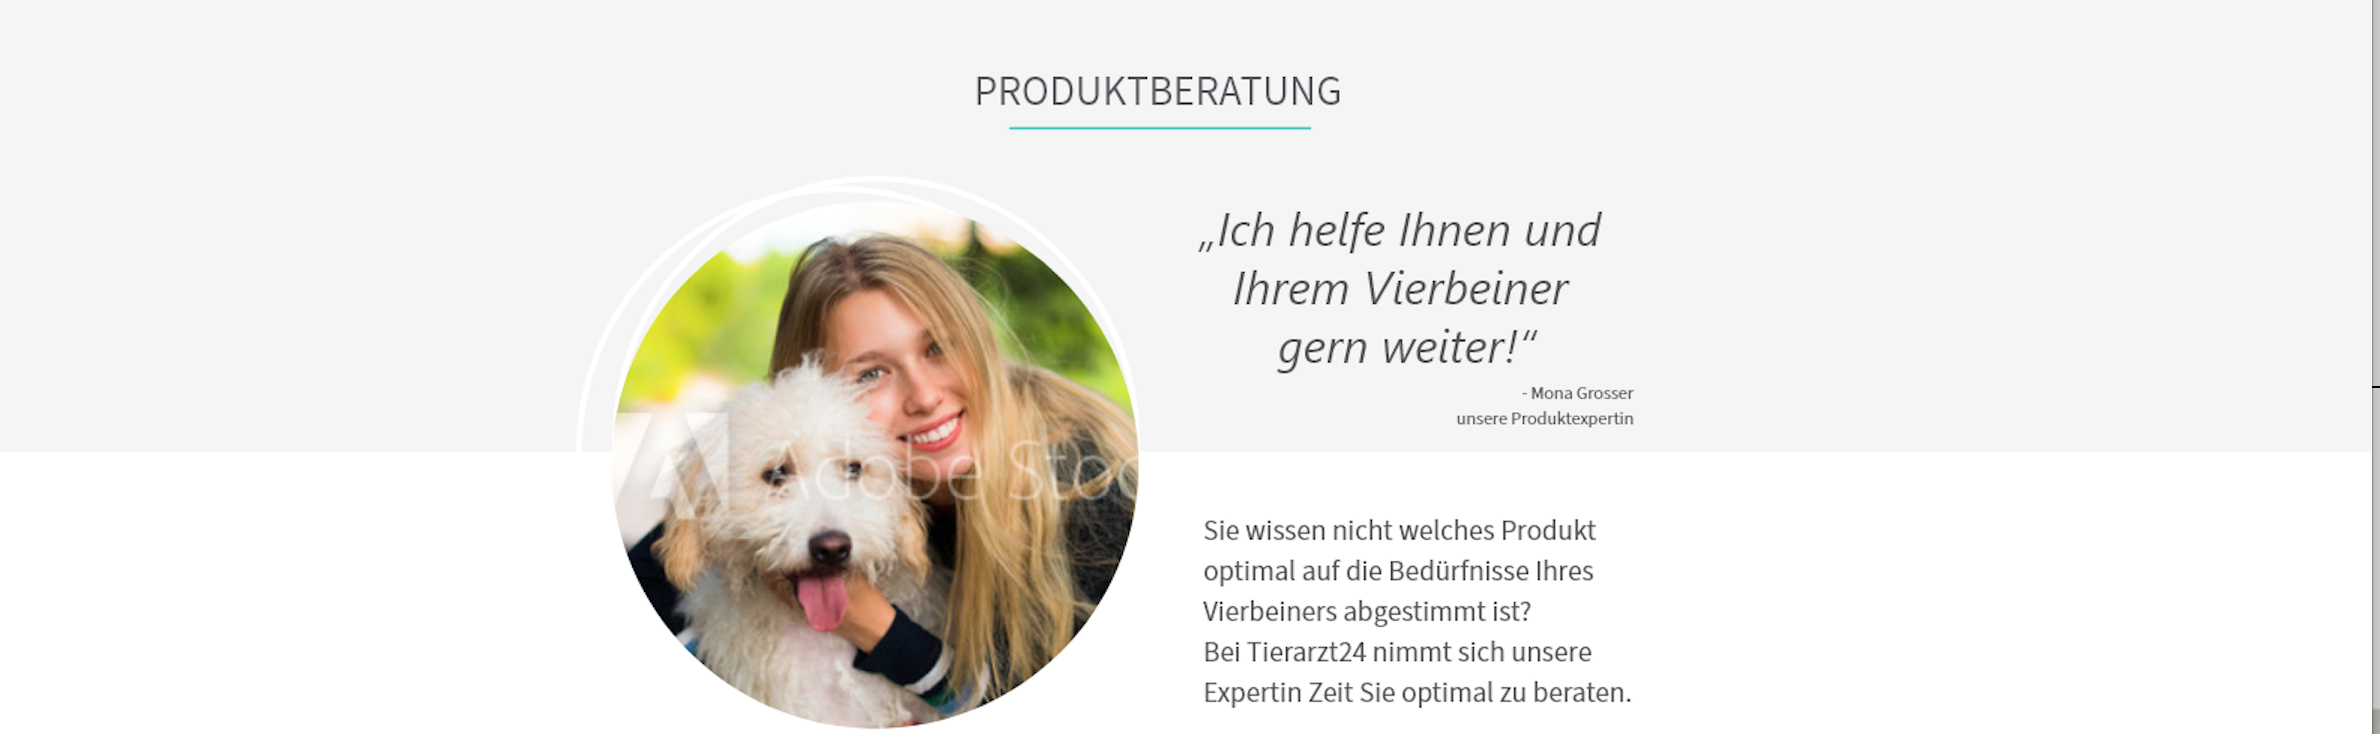 PRODUKTBERATUNG
„Ich helfe Ihnen und
Ihrem Vierbeiner
gern weiter!“
- Mona Grosser
unsere Produktexpertin
Adobe Stoc
Sie wissen nicht welches Produkt
optimal auf die Bedürfnisse Ihres
Vierbeiners abgestimmt ist?
Bei Tierarzt24 nimmt sich unsere
Expertin Zeit Sie optimal zu beraten.